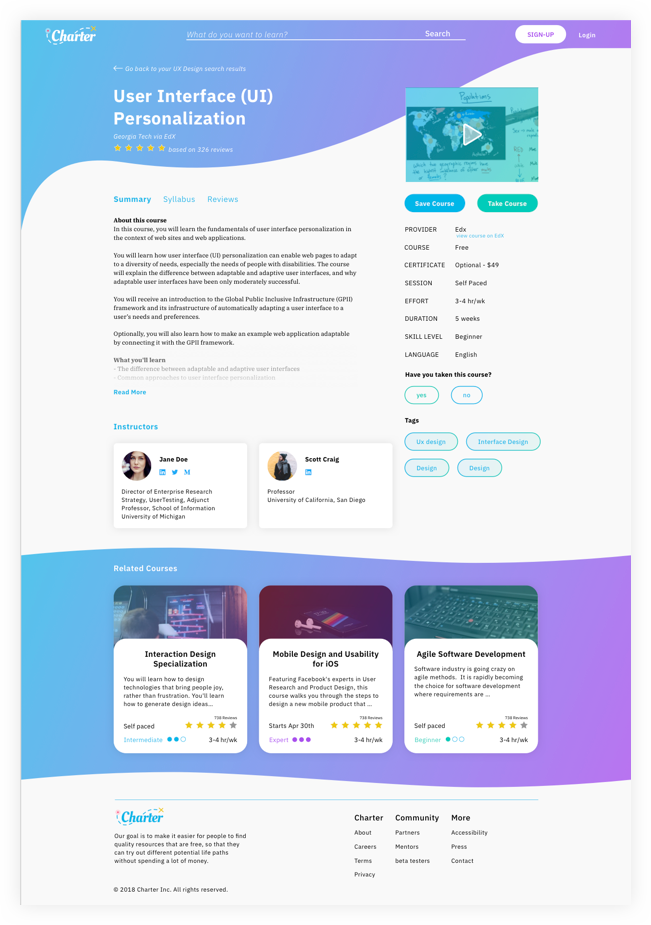 Charter
What do you want to learn?
Search
SIGN-UP
Login
Go back to your UX Design search results
User Interface (UI)
Personalization
Georgia Tech via EdX
based on 326 reviews
Populations
Summary
Syllabus
Reviews
About this course
In this course, you will learn the fundamentals of user interface personalization in
the context of web sites and web applications.
You will learn how user interface (UI) personalization can enable web pages to adapt
to a diversity of needs, especially the needs of people with disabilities. The course
will explain the difference between adaptable and adaptive user interfaces, and why
adaptable user interfaces have been only moderately successful.
You will receive an introduction to the Global Public Inclusive Infrastructure (GPII)
framework and its infrastructure of automatically adapting a user interface to a
user's needs and preferences.
Optionally, you will also learn how to make an example web application adaptable
by connecting it with the GPII framework.
What you'll learn
- The difference between adaptable and adaptive user interfaces
- Common approaches to user interface personalization
Read More
Save Course
Take Course
PROVIDER
Edx
view course on EdX
COURSE
Free
CERTIFICATE
Optional - $49
SESSION
Self Paced
EFFORT
3-4 hr/wk
DURATION
5 weeks
SKILL LEVEL
Beginner
LANGUAGE
English
Have you taken this course?
yes
no
Tags
Ux design
Interface Design
Design
Design
Instructors
Jane Doe
Director of Enterprise Research
Strategy, UserTesting, Adjunct
Professor, School of Information
University of Michigan
Scott Craig
Professor
University of California, San Diego
Related Courses
Interaction Design
Specialization
You will learn how to design
technologies that bring people joy,
rather than frustration. You'll learn
how to generate design ideas...
738 Reviews
Self paced
Intermediate
3-4 hr/wk
Mobile Design and Usability
for iOS
Featuring Facebook's experts in User
Research and Product Design, this
course walks you through the steps to
design a new mobile product that ...
738 Reviews
Starts Apr 30th
Expert
3-4 hr/wk
Agile Software Development
Software industry is going crazy on
agile methods. It is rapidly becoming
the choice for software development
where requirements are ...
738 Reviews
Self paced
Beginner
3-4 hr/wk
Charter
Our goal is to make it easier for people to find
quality resources that are free, so that they
can try out different potential life paths
without spending a lot of money.
© 2018 Charter Inc. All rights reserved.
Charter
About
Careers
Terms
Privacy
Community
Partners
Mentors
beta testers
More
Accessibility
Press
Contact